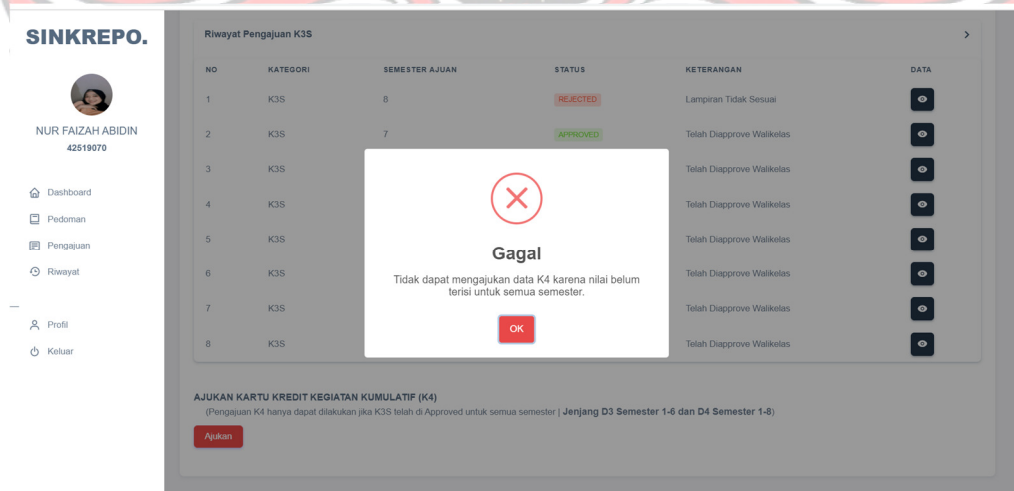 SINKREPO.
NUR FAIZAH ABIDIN
42519070
Dashboard
Pedoman
Pengajuan
Riwayat
Profil
Keluar
Riwayat Pengajuan K3S
NO KATEGORI SEMESTER AJUAN STATUS KETERANGAN DATA
1 K3S 8 REJECTED Lampiran Tidak Sesuai
2 K3S 7 APPROVED Telah Diapprove Walikelas
3 K3S Telah Diapprove Walikelas
4 K3S Telah Diapprove Walikelas
5 K3S Telah Diapprove Walikelas
6 K3S Telah Diapprove Walikelas
7 K3S Telah Diapprove Walikelas
8 K3S Telah Diapprove Walikelas
Gagal
Tidak dapat mengajukan data K4 karena nilai belum
terisi untuk semua semester.
OK
AJUKAN KARTU KREDIT KEGIATAN KUMULATIF (K4)
(Pengajuan K4 hanya dapat dilakukan jika K3S telah di Approved untuk semua semester | Jenjang D3 Semester 1-6 dan D4 Semester 1-8)
Ajukan